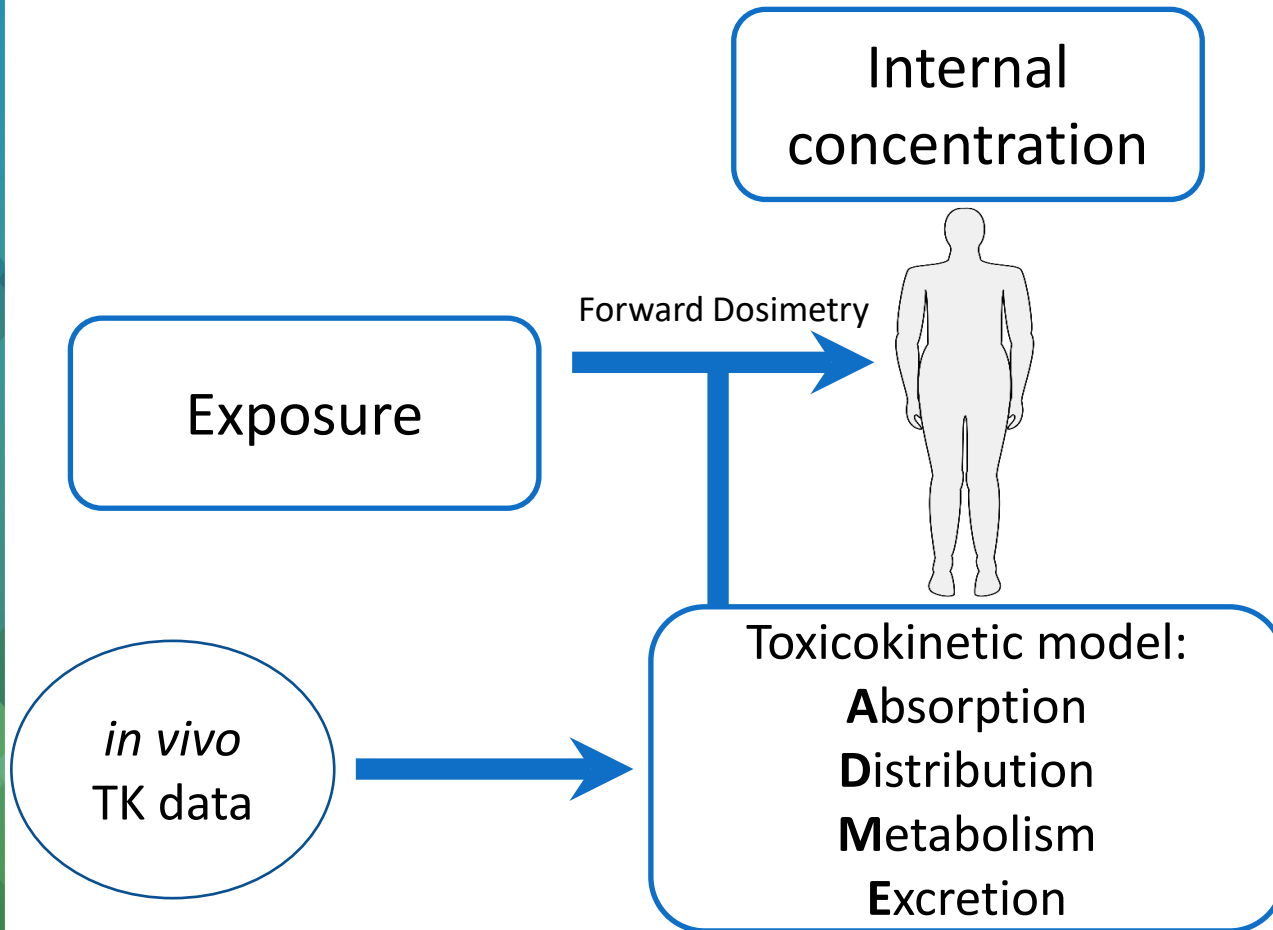 Internal
concentration
Forward Dosimetry
Exposure
in vivo
TK data
Toxicokinetic model:
Absorption
Distribution
Metabolism
Excretion